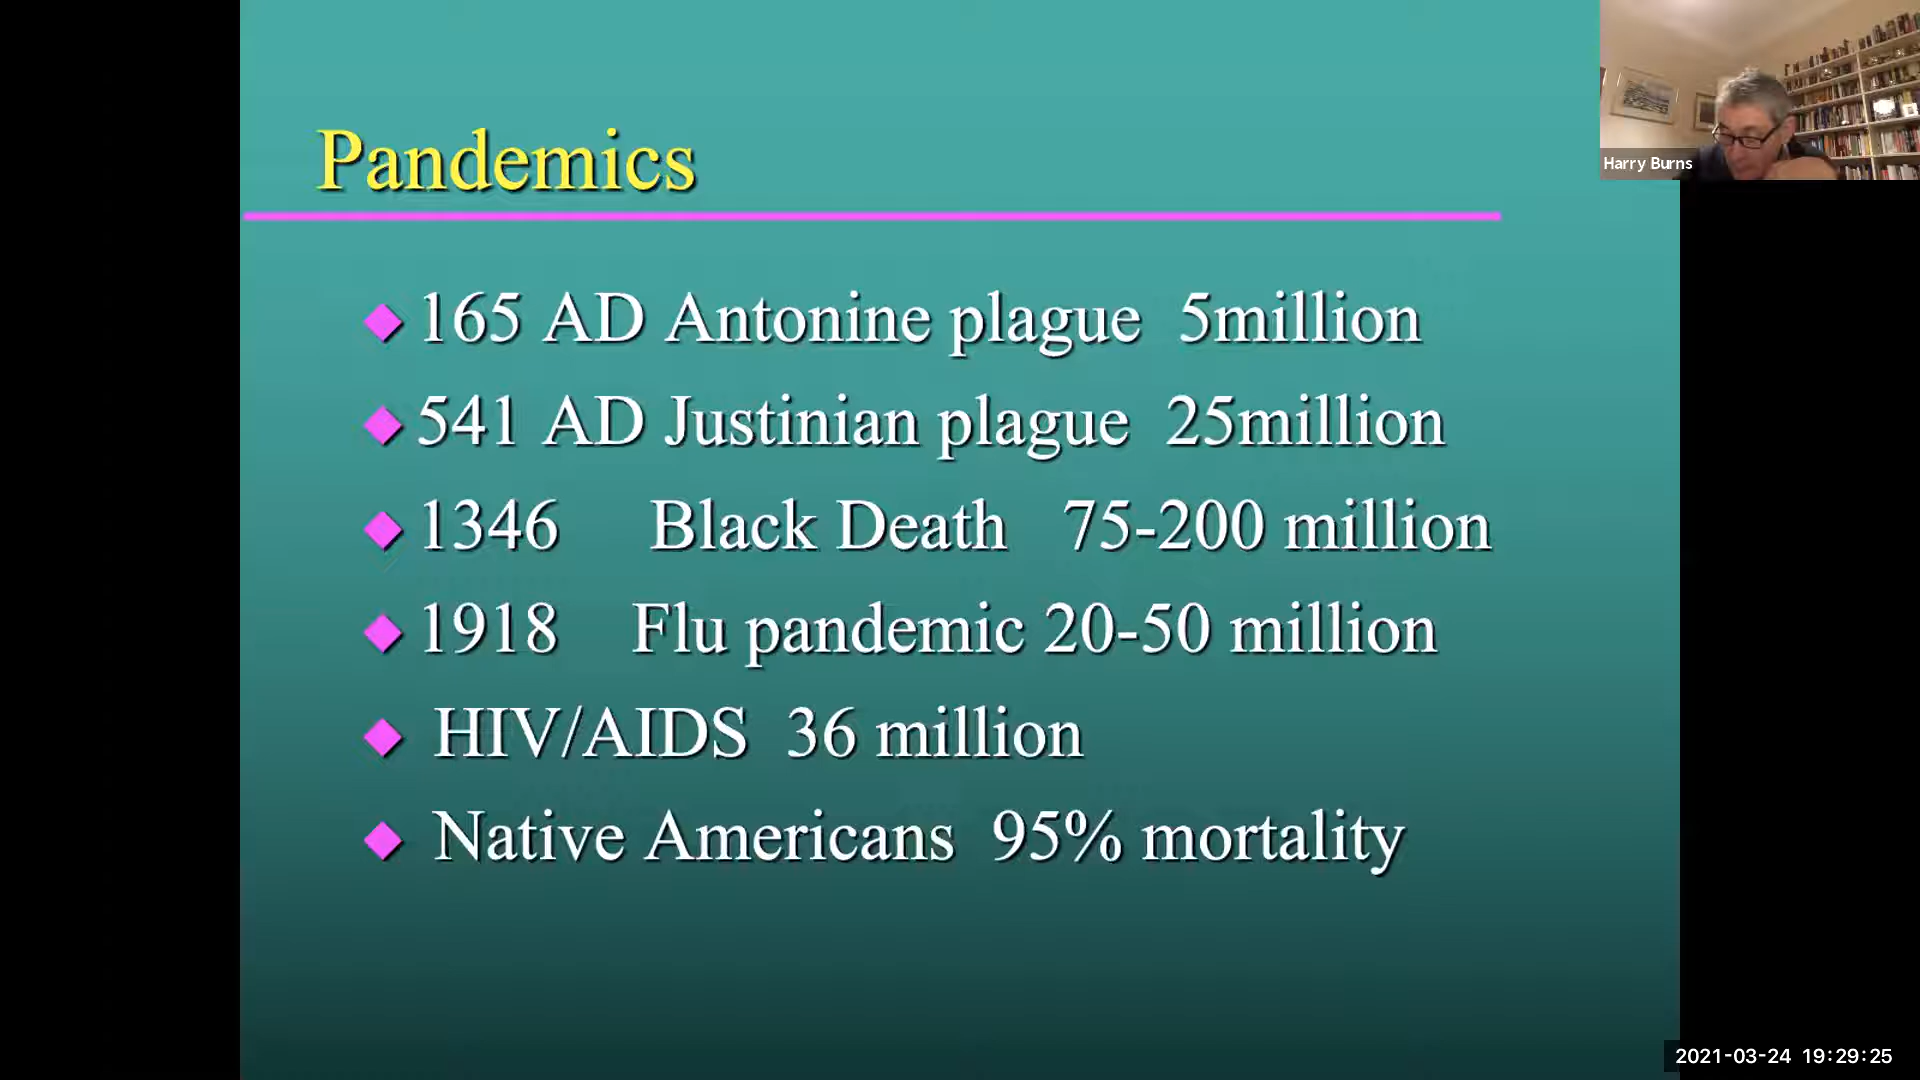 Pandemics
165 AD Antonine plague 5million
541 AD Justinian plague 25million
1346 Black Death 75-200 million
1918 Flu pandemic 20-50 million
HIV/AIDS 36 million
Native Americans 95% mortality
Harry Burns
2021-03-24 19:29:25